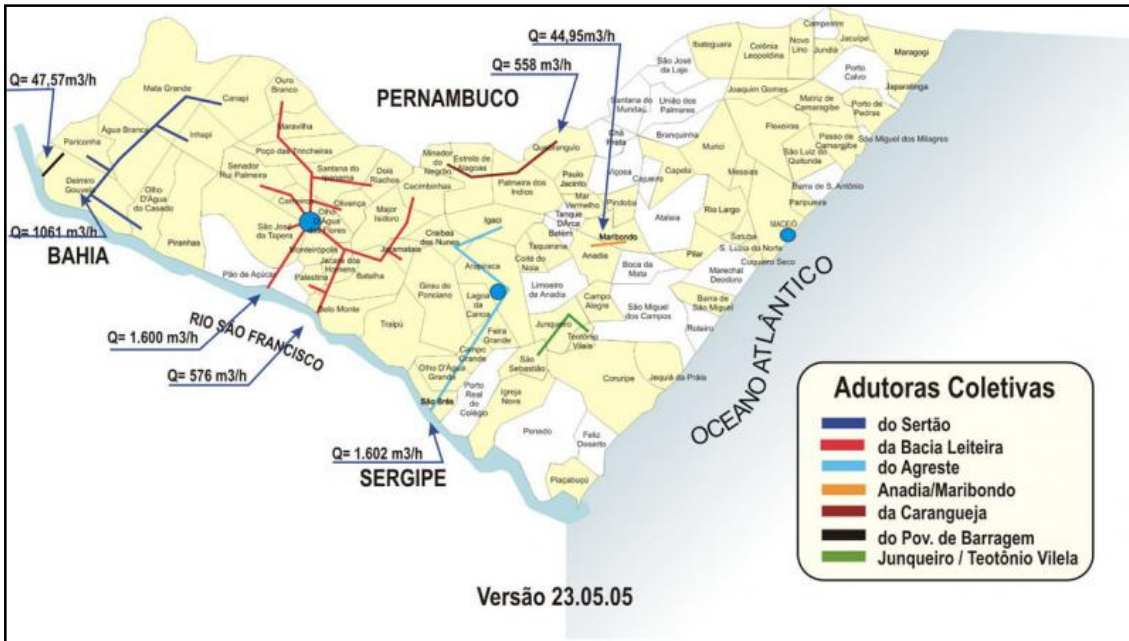 Q= 44,95m3/h
Q= 558 m3/h
Q= 47,57m3/h
PERNAMBUCO
Campestre
Jacuípe
Ibateguara
Colônia
Leopoldina
Novo
Lino
Jundia
Maragogi
São José
da Laje
Porto
Calvo
Japaratinga
Ouro
Branco
Mata Grande
Canapi
Joaquim Gomes
Matriz de
Camaragibe
Porto de
Pedras
Santana do
Mundaú
União dos
Palmares
Água Branca
Inhapi
Maravilha
Pariconha
Poço das Trincheiras
Chã
Preta
Branquinha
Flexeiras
Passo de
Camargibe
São Miguel dos Milagres
Quebrangulo
Murici
São Luiz do
Quitunde
Minador
do
Negrão
Estrela de
Alagoas
Paulo
Jacinto
Viçosa
Cajueiro
Capela
Messias
Senador
Rui Palmeira
Santana do
Ipanema
Dois
Riachos
Cacimbinhas
Palmeira dos
Indios
Mar
Vermelho
Pindoba
Barra de S. Antônio
Delmiro
Gouveia
Olho
D'Água
do Casado
Carneiros
Olivença
Major
Isidoro
Tanque
DÁrca
Belém
Atalaia
Rio Largo
Paripueira
São José
da Tapera
Olho
D'Água
das Flores
Igaci
Maribondo
MACEIÓ
Craíbas
dos Nunes
Taquarana
Satuba
S. Lúzia do Norte
Coqueiro Seco
Q= 1061 m3/h
BAHIA
Piranhas
Monteirópolis
Jacaré dos
Homens
Jaramataia
Coité do
Noia
Anadia
Pilar
Pão de Açúcar
Palestina
Batalha
Arapiraca
Boca da
Mata
Marechal
Deodoro
Girau do
Ponciano
Lagoa
da
Canoa
Limoeiro
de Anadia
Campo
Alegre
São Miguel
dos Campos
Barra de
São Miguel
Belo Monte
Traipú
Feira
Grande
Junqueiro
Teotônio
Vilela
Roteiro
RIO SÃO FRANCISCO
Q= 1.600 m3/h
Q= 576 m3/h
Campo
Grande
Olho D'Água
Grande
São
Sebastião
Coruripe
Jequiá da Práia
São Brás
Porto
Real
do
Colégio
Igreja
Nova
Penedo
Feliz
Deserto
Q= 1.602 m3/h
SERGIPE
Piaçabuçú
OCEANO ATLÂNTICO
Adutoras Coletivas
do Sertão
da Bacia Leiteira
do Agreste
Anadia/Maribondo
da Carangueja
do Pov. de Barragem
Junqueiro / Teotônio Vilela
Versão 23.05.05